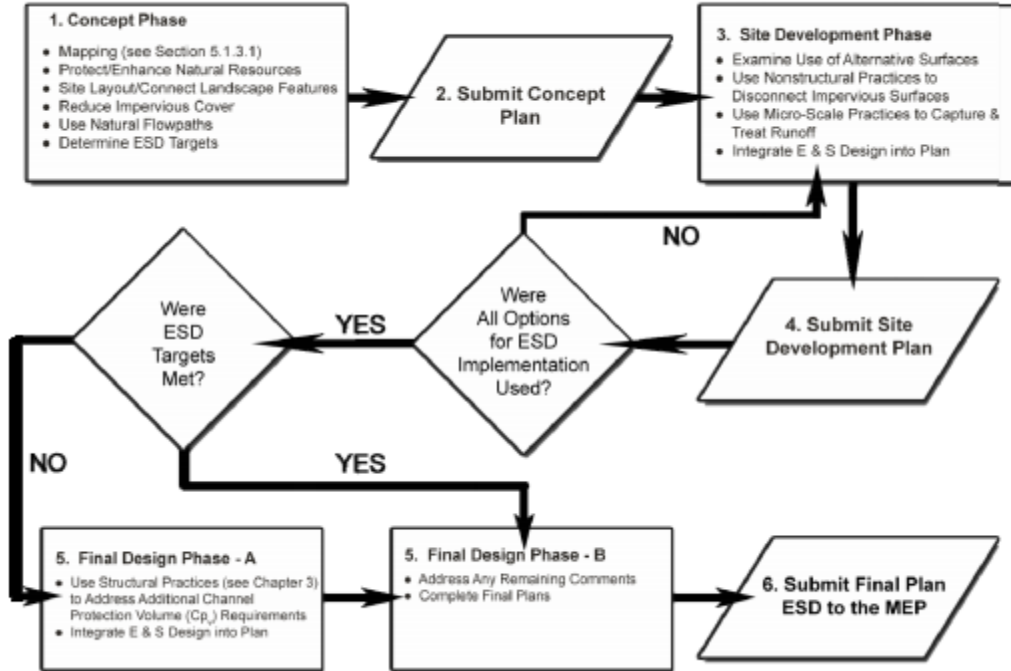 1. Concept Phase
● Mapping (see Section 5.1.3.1)
● Protect/Enhance Natural Resources
● Site Layout/Connect Landscape Features
● Reduce Impervious Cover
● Use Natural Flowpaths
● Determine ESD Targets
2. Submit Concept
Plan
3. Site Development Phase
● Examine Use of Alternative Surfaces
● Use Nonstructural Practices to
Disconnect Impervious Surfaces
● Use Micro-Scale Practices to Capture &
Treat Runoff
● Integrate E & S Design into Plan
NO
4. Submit Site
Development Plan
Were
All Options
for ESD
Implementation
Used?
YES
Were
ESD
Targets
Met?
NO
YES
5. Final Design Phase - A
● Use Structural Practices (see Chapter 3)
to Address Additional Channel
Protection Volume (Cpv) Requirements
● Integrate E & S Design into Plan
5. Final Design Phase - B
● Address Any Remaining Comments
● Complete Final Plans
6. Submit Final Plan
ESD to the MEP